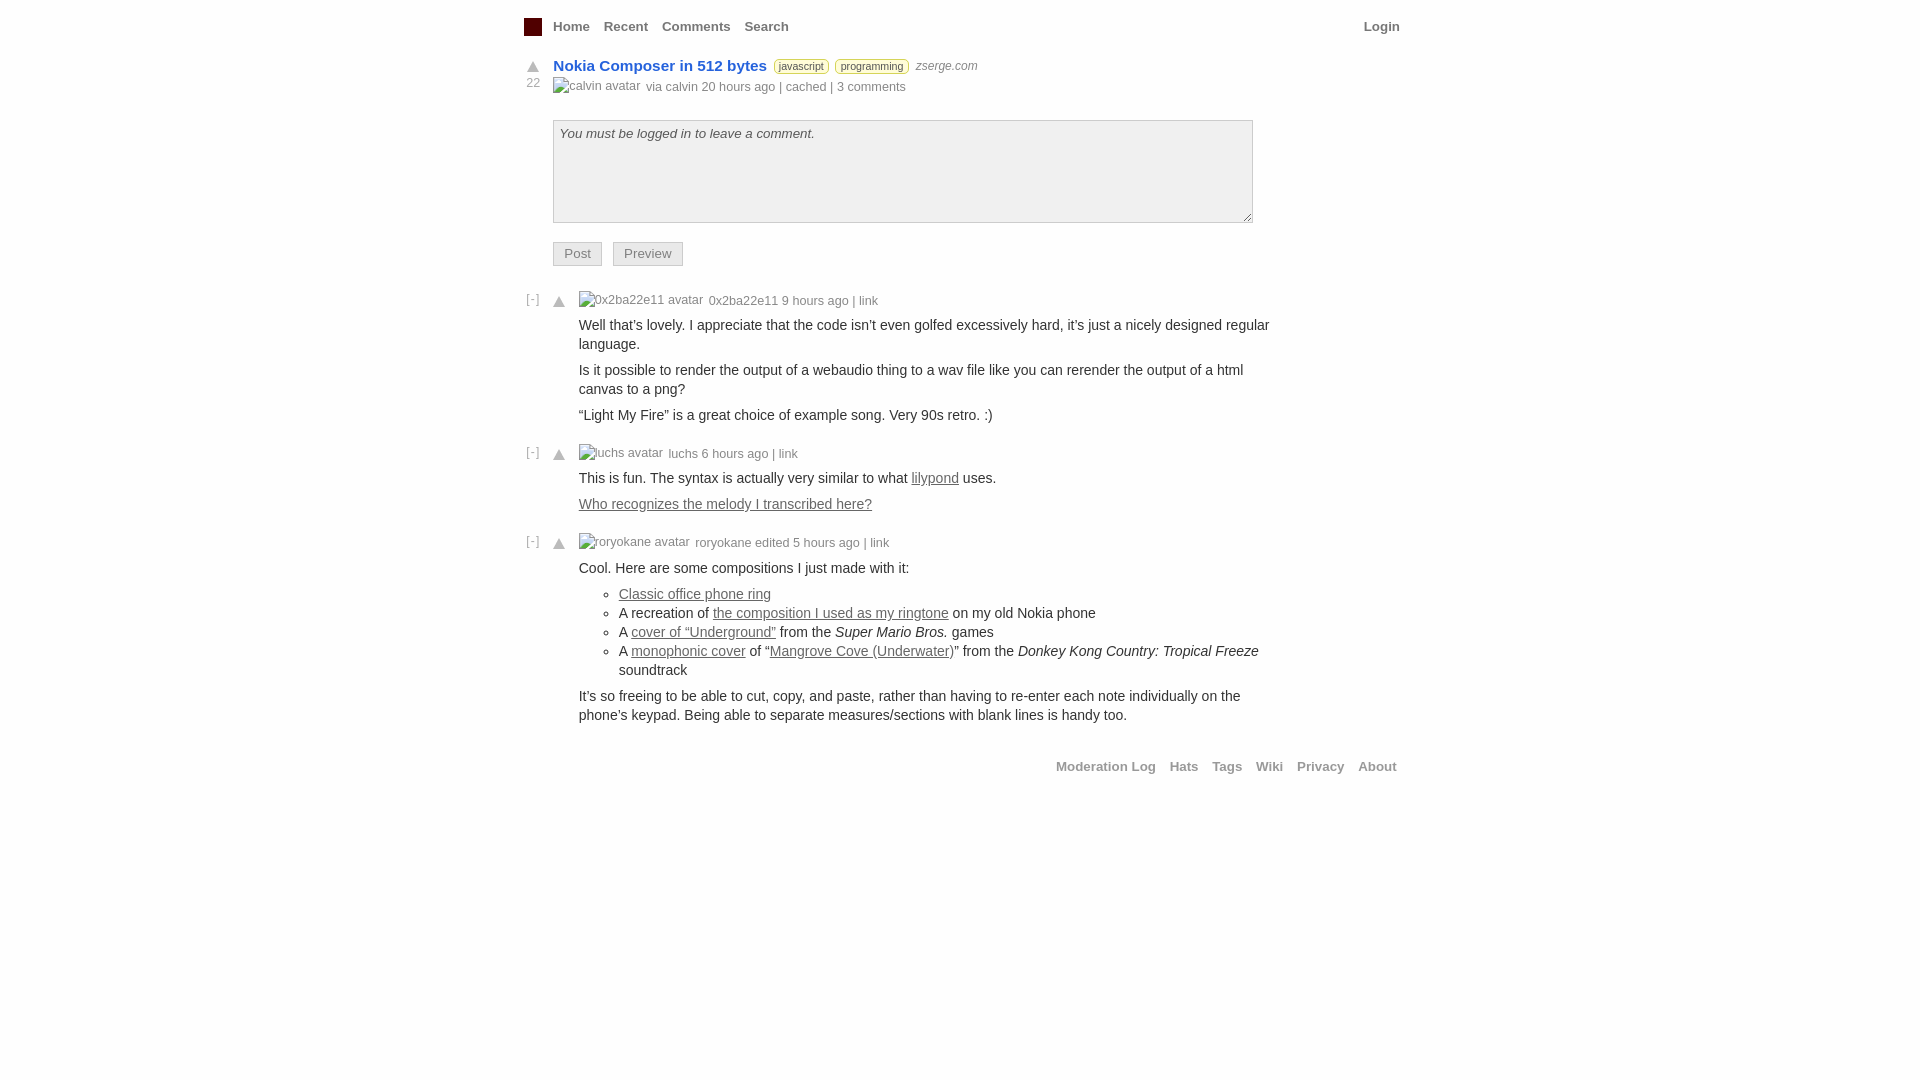 Home Recent Comments Search Login
Nokia Composer in 512 bytes javascript programming zserge.com
22
calvin avatar via calvin 20 hours ago | cached | 3 comments
You must be logged in to leave a comment.
Post Preview
[-] 0x2ba22e11 avatar 0x2ba22e11 9 hours ago | link
Well that’s lovely. I appreciate that the code isn’t even golfed excessively hard, it’s just a nicely designed regular
language.
Is it possible to render the output of a webaudio thing to a wav file like you can rerender the output of a html
canvas to a png?
“Light My Fire” is a great choice of example song. Very 90s retro. :)
[-] luchs avatar luchs 6 hours ago | link
This is fun. The syntax is actually very similar to what lilypond uses.
Who recognizes the melody I transcribed here?
[-] roryokane avatar roryokane edited 5 hours ago | link
Cool. Here are some compositions I just made with it:
Classic office phone ring
A recreation of the composition I used as my ringtone on my old Nokia phone
A cover of “Underground” from the Super Mario Bros. games
A monophonic cover of “Mangrove Cove (Underwater)” from the Donkey Kong Country: Tropical Freeze
soundtrack
It’s so freeing to be able to cut, copy, and paste, rather than having to re-enter each note individually on the
phone’s keypad. Being able to separate measures/sections with blank lines is handy too.
Moderation Log Hats Tags Wiki Privacy About